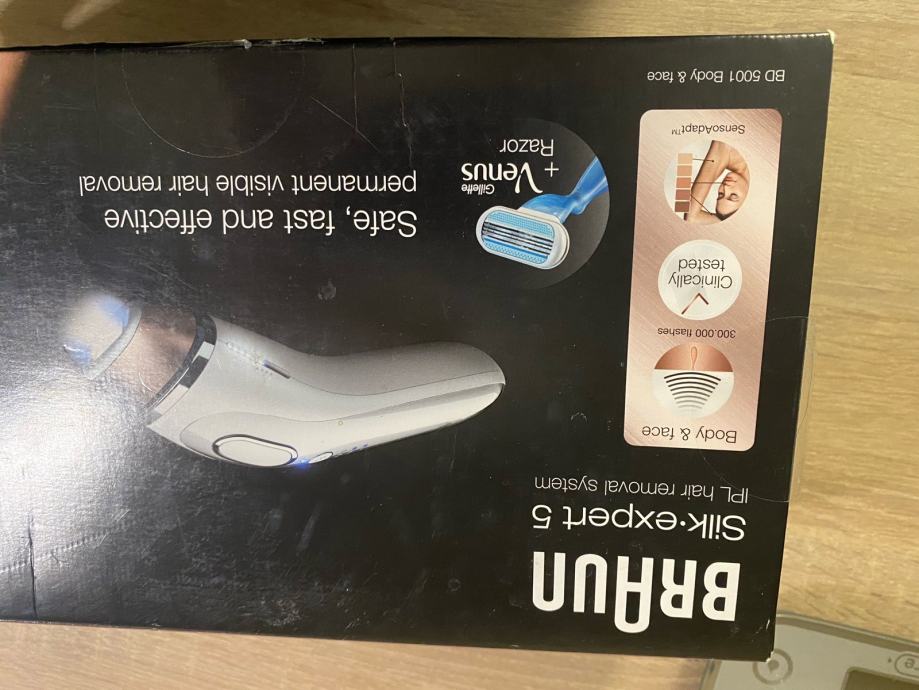 BRAUN
Silk·expert 5
IPL hair removal system
Body & face
300.000 flashes
Clinically
tested
SensoAdapt™
BD 5001 Body & face
Gillette
Venus
+
Razor
Safe, fast and effective
permanent visible hair removal